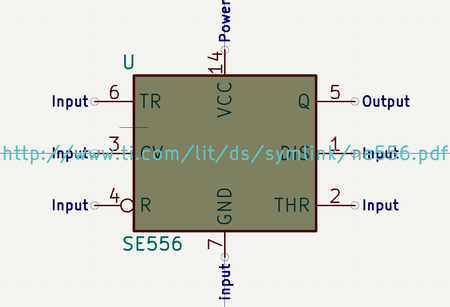 Power
U
14
VCC
Input 6 TR Q 5 Output
Input 3 CV DIS 1 Input
http://www.ti.com/lit/ds/symlink/ne556.pdf
Input 4 R THR 2 Input
GND
SE556
7
input